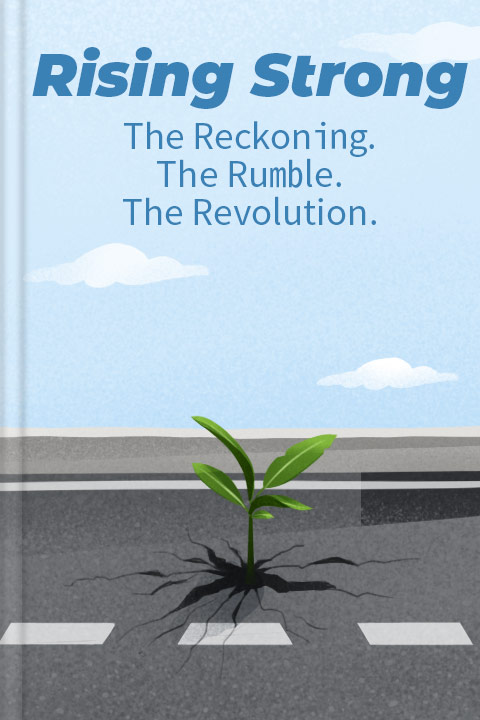 Rising Strong
The Reckoning.
The Rumble.
The Revolution.